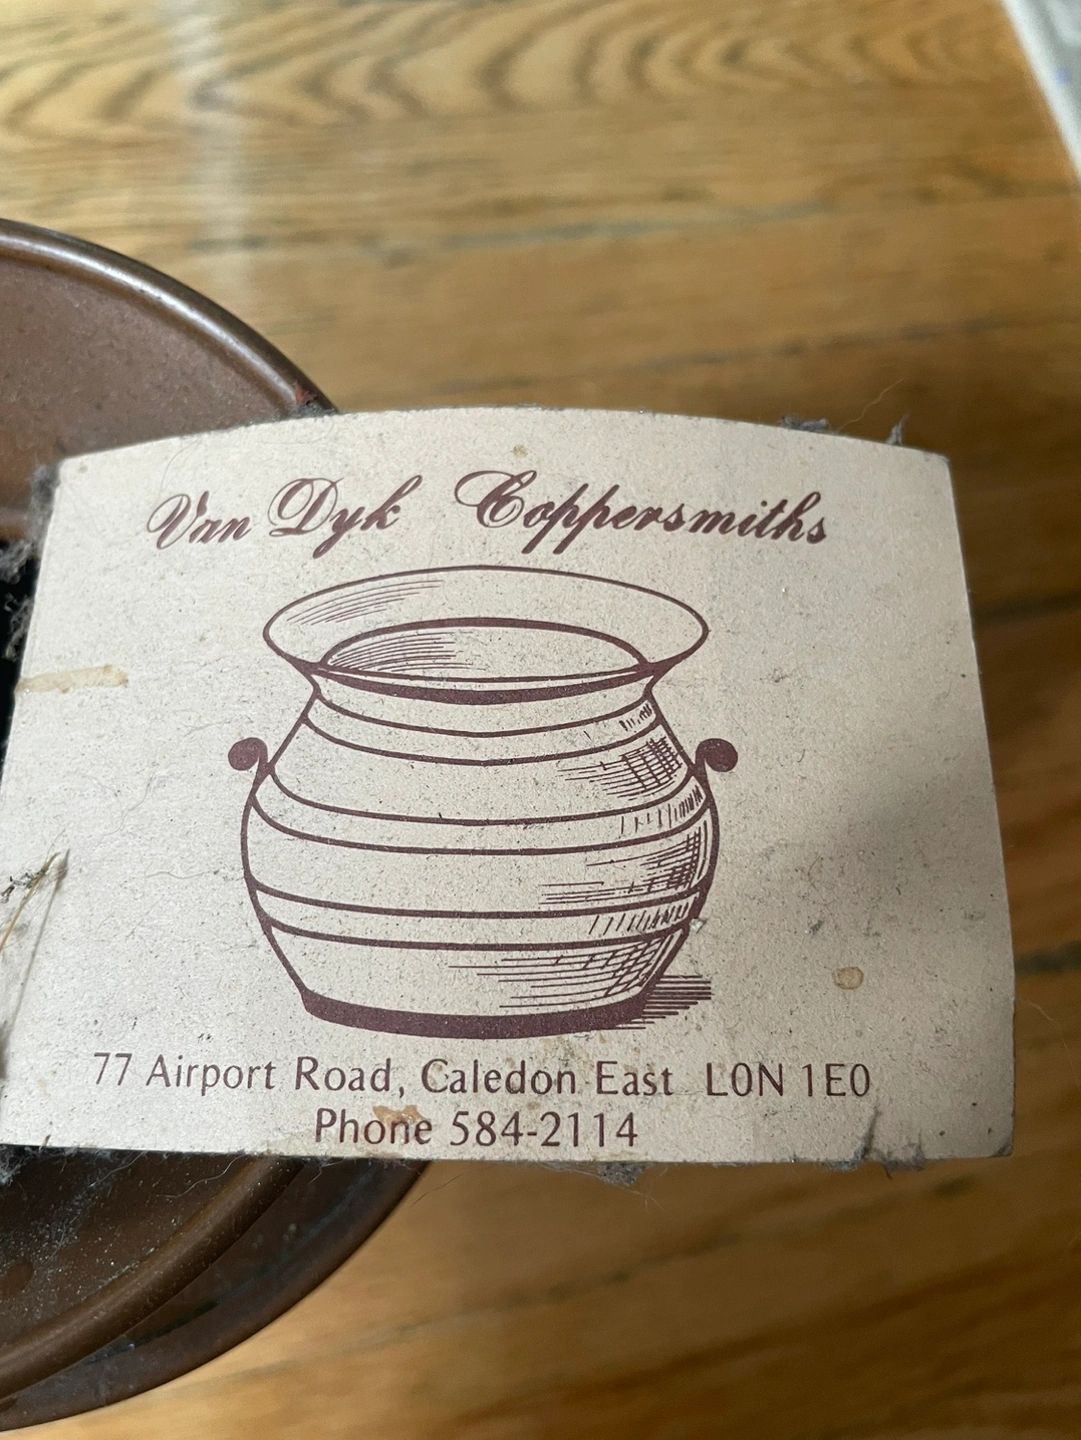 Van Dyk Coppersmiths
77 Airport Road, Caledon East L0N 1E0
Phone 584-2114